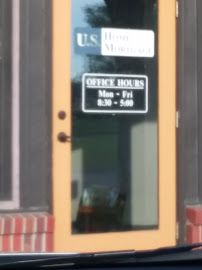 U.S. HOME
MORTGAGE
OFFICE HOURS
Mon - Fri
8:30 - 5:00